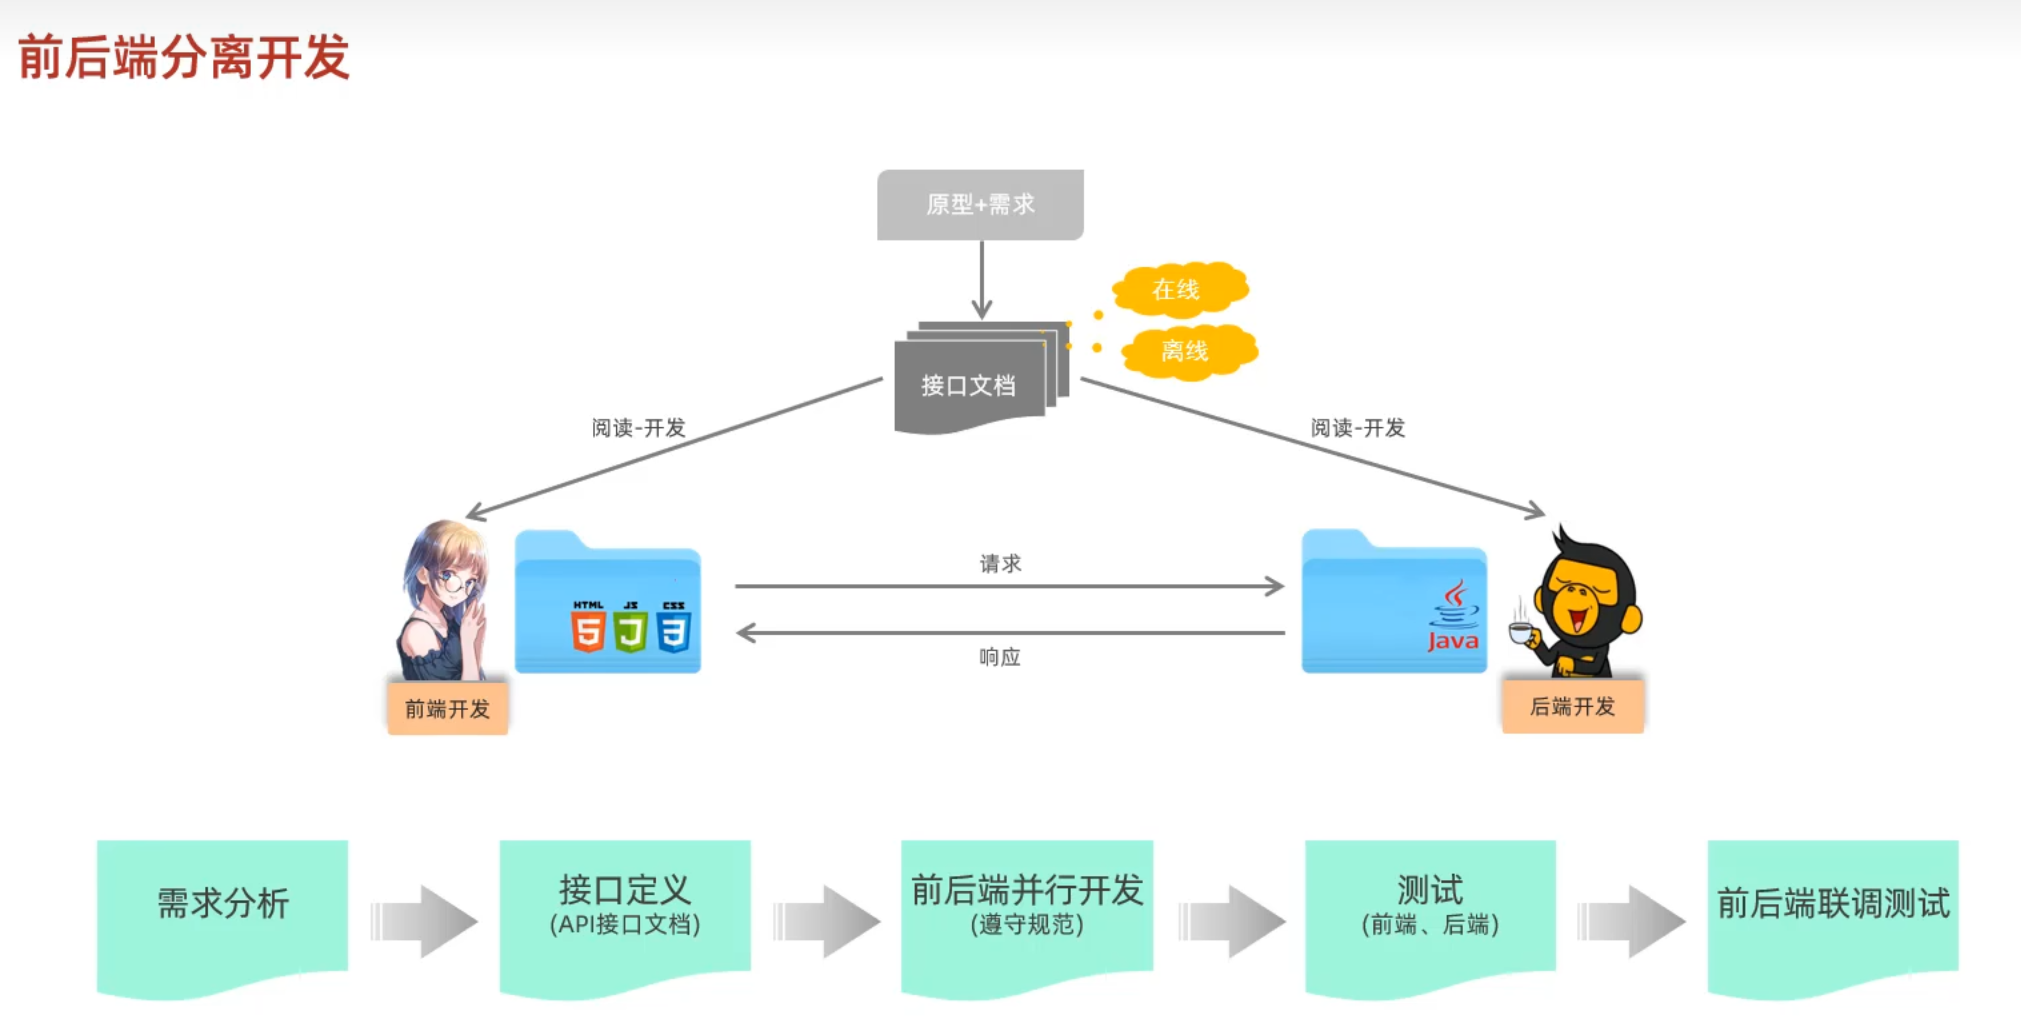 前后端分离开发
原型+需求
在线
离线
接口文档
阅读-开发
阅读-开发
请求
响应
HTML
JS
CSS
5
3
Java
前端开发
后端开发
需求分析
接口定义
(API接口文档)
前后端并行开发
(遵守规范)
测试
(前端、后端)
前后端联调测试